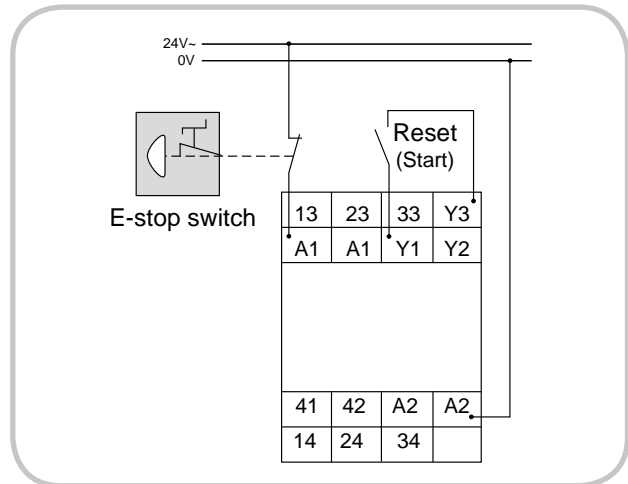 24V~
0V
Reset
(Start)
E-stop switch
13 23 33 Y3
A1 A1 Y1 Y2
41 42 A2 A2
14 24 34